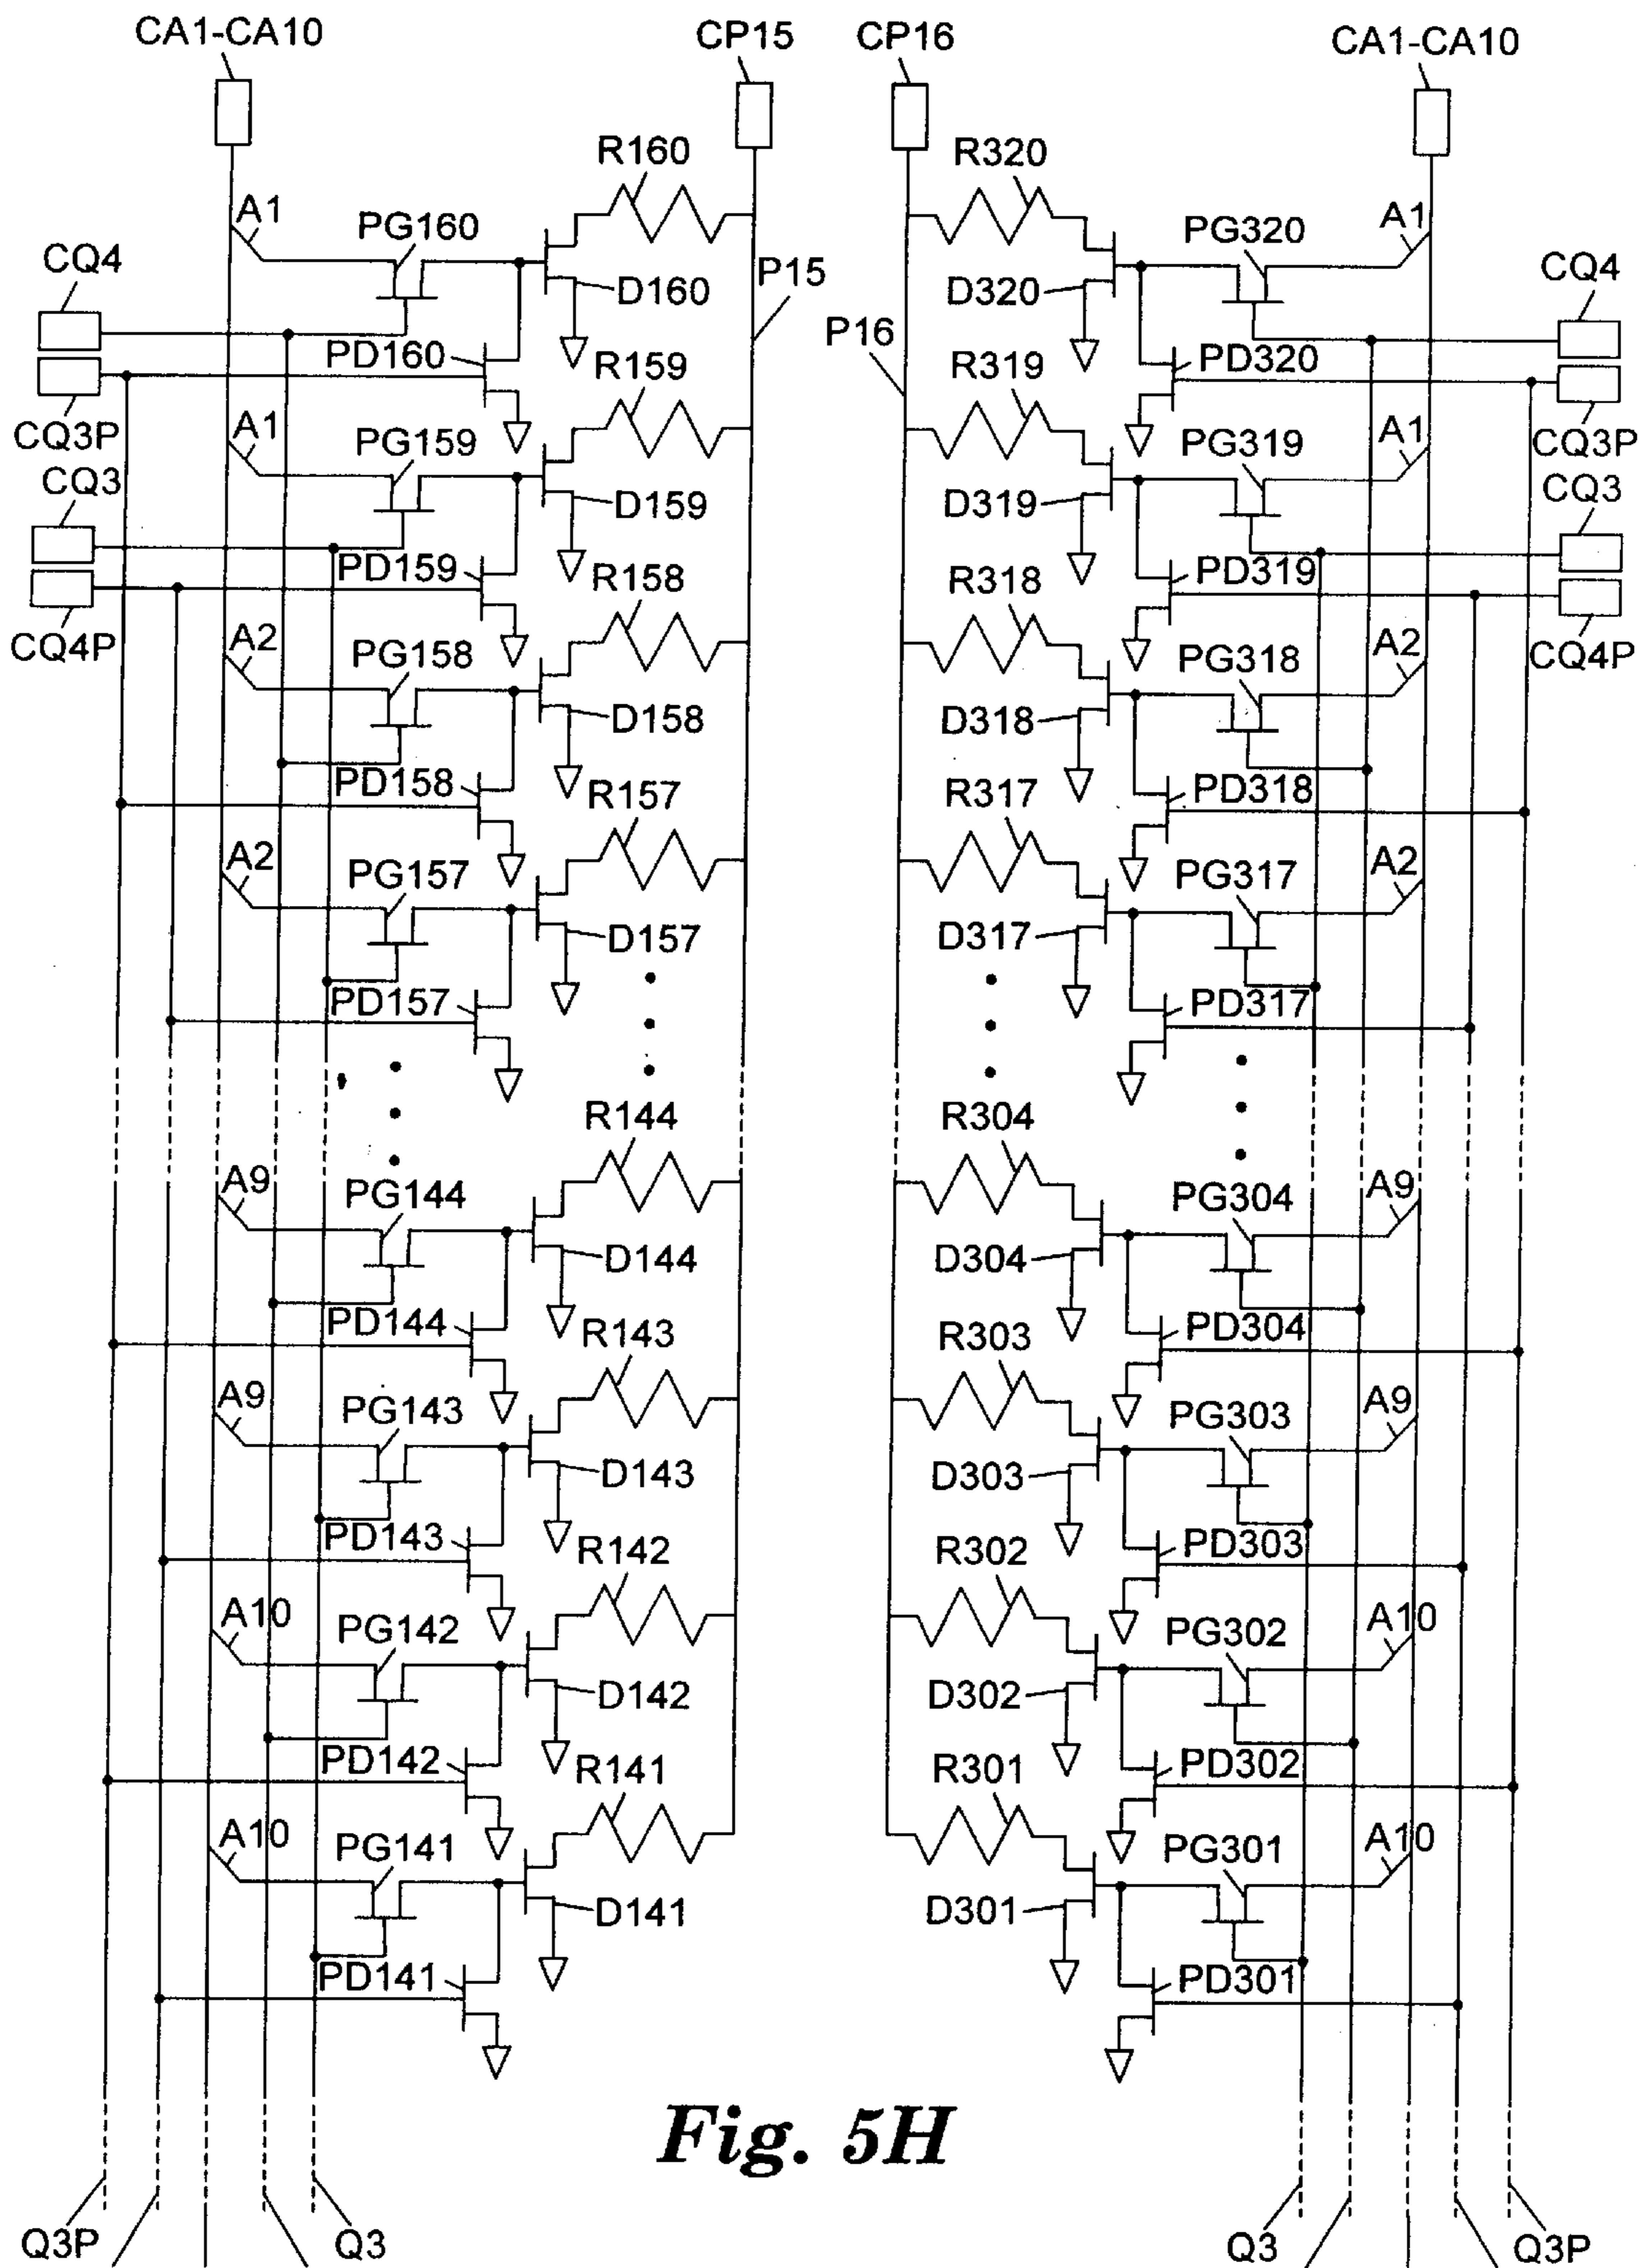 CA1-CA10 CP15 CP16 CA1-CA10
R160 R320
A1 PG160 PG320 A1
CQ4 P15 CQ4
D160 D320
P16
PD160 PD320
R159 R319
CQ3P A1 PG159 PG319 A1 CQ3P
CQ3 CQ3
D159 D319
PD159 PD319
R158 R318
CQ4P A2 PG158 PG318 A2 CQ4P
D158 D318
PD158 PD318
R157 R317
A2 PG157 PG317 A2
D157 D317
PD157 PD317
R144 R304
A9 PG144 PG304 A9
D144 D304
PD144 PD304
R143 R303
A9 PG143 PG303 A9
D143 D303
PD143 PD303
R142 R302
A10 PG142 PG302 A10
D142 D302
PD142 PD302
R141 R301
A10 PG141 PG301 A10
D141 D301
PD141 PD301
Fig. 5H
Q3P Q3 Q3 Q3P